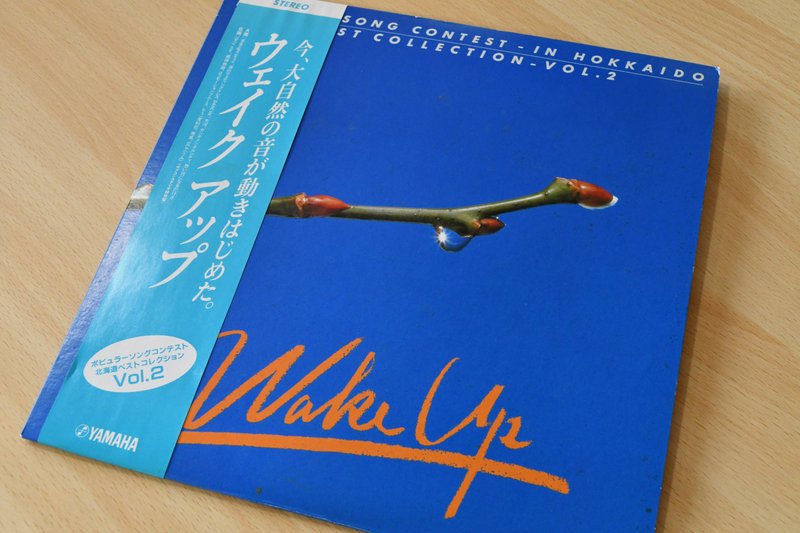 STEREO
SONG CONTEST - IN HOKKAIDO
ST COLLECTION - VOL.2
今、大自然の音が動きはじめた。
ウェイク アップ
ポピュラーソングコンテスト
北海道ベストコレクション
Vol.2
YAMAHA
Wake Up